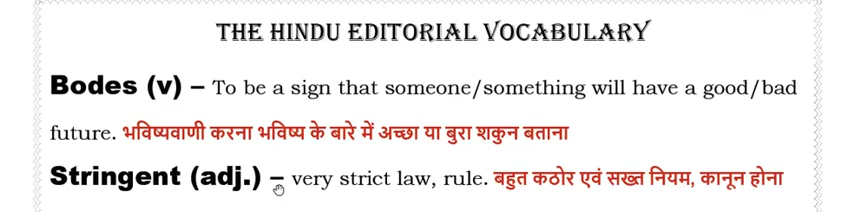 THE HINDU EDITORIAL VOCABULARY
Bodes (v) – To be a sign that someone/something will have a good/bad
future. भविष्यवाणी करना भविष्य के बारे में अच्छा या बुरा शकुन बताना
Stringent (adj.) – very strict law, rule. बहुत कठोर एवं सख्त नियम, कानून होना